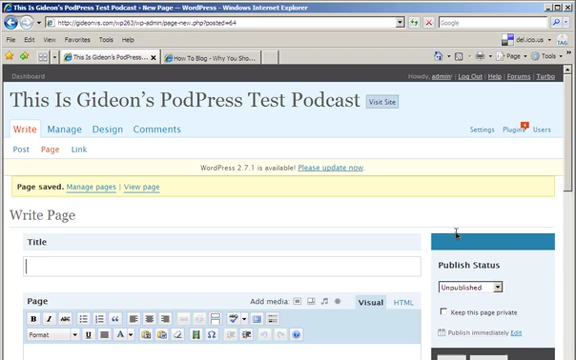 This Is Gideon's PodPress Test Podcast - New Page — WordPress - Windows Internet Explorer
http://gideonvs.com/wp263/wp-admin/page-new.php?posted=64
Google
File Edit View Favorites Tools Help
del.icio.us
This Is Gideon's PodPress Test Podcast...
How To Blog - Why You Shou...
Page
Tools
Dashboard
Howdy, admin! | Log Out | Help | Forums | Turbo
This Is Gideon's PodPress Test Podcast
Visit Site
Write Manage Design Comments
Settings Plugins 4 Users
Post Page Link
WordPress 2.7.1 is available! Please update now.
Page saved. Manage pages | View page
Write Page
Title
Publish Status
Unpublished
Keep this page private
Publish immediately Edit
Page
Add media:
Visual HTML
B I ABC
Format U A